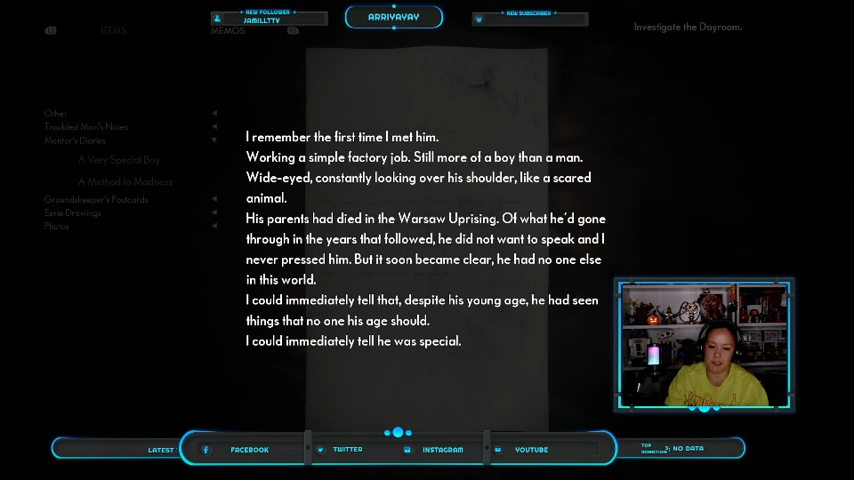 NEW FOLLOWER
JAMILLTTV
ARRIYAYAY
NEW SUBSCRIBER
Investigate the Dayroom.
ITEMS
MEMOS
Other
Troubled Man's Notes
Mentor's Diaries
A Very Special Boy
A Method to Madness
Groundskeeper's Postcards
Eerie Drawings
Photos
I remember the first time I met him.
Working a simple factory job. Still more of a boy than a man.
Wide-eyed, constantly looking over his shoulder, like a scared
animal.
His parents had died in the Warsaw Uprising. Of what he'd gone
through in the years that followed, he did not want to speak and I
never pressed him. But it soon became clear, he had no one else
in this world.
I could immediately tell that, despite his young age, he had seen
things that no one his age should.
I could immediately tell he was special.
LATEST
FACEBOOK
TWITTER
INSTAGRAM
YOUTUBE
TOP
DONATION
2: NO DATA